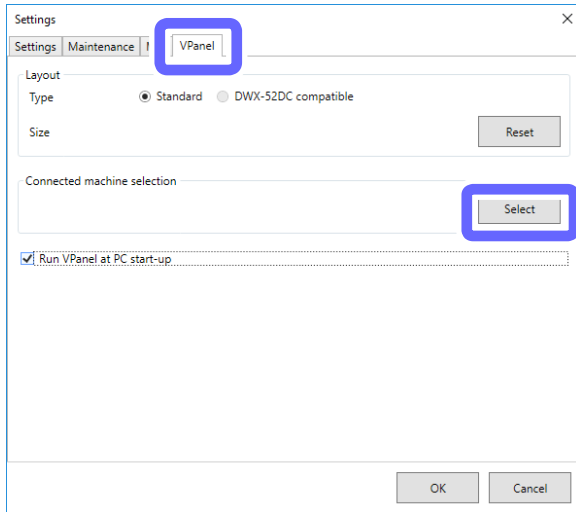 Settings
Settings Maintenance VPanel
Layout
Type Standard DWX-52DC compatible
Size Reset
Connected machine selection
Select
Run VPanel at PC start-up
OK Cancel